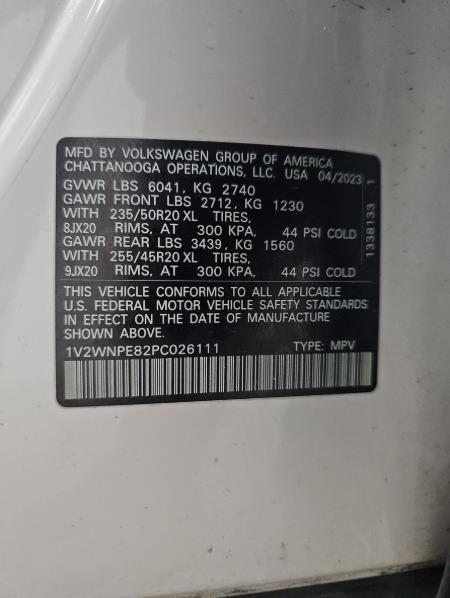 MFD BY VOLKSWAGEN GROUP OF AMERICA
CHATTANOOGA OPERATIONS, LLC. USA 04/2023
GVWR LBS 6041, KG 2740
GAWR FRONT LBS 2712, KG 1230
WITH 235/50R20 XL TIRES,
8JX20 RIMS, AT 300 KPA, 44 PSI COLD
GAWR REAR LBS 3439, KG 1560
WITH 255/45R20 XL TIRES,
9JX20 RIMS, AT 300 KPA, 44 PSI COLD
THIS VEHICLE CONFORMS TO ALL APPLICABLE
U.S. FEDERAL MOTOR VEHICLE SAFETY STANDARDS
IN EFFECT ON THE DATE OF MANUFACTURE
SHOWN ABOVE.
1V2WNPE82PC026111 TYPE: MPV
1338133 1